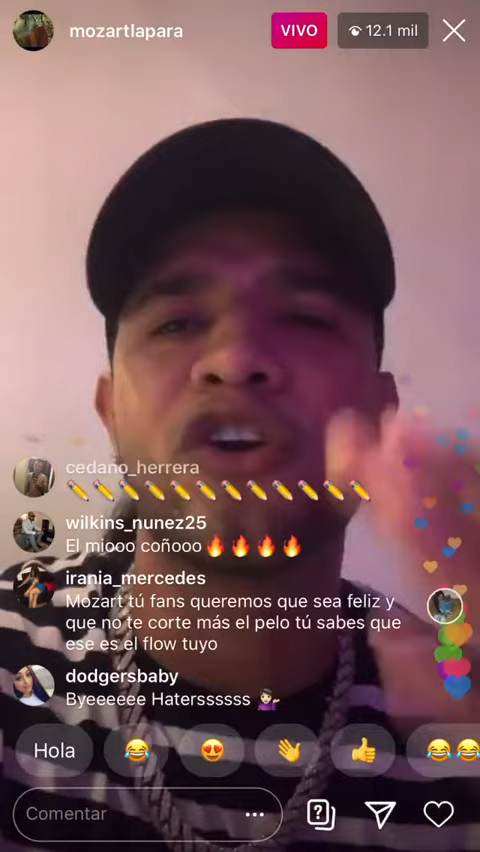 mozartlapara
VIVO
12.1 mil
cedano_herrera
✏️✏️✏️✏️✏️✏️✏️✏️✏️✏️✏️✏️
wilkins_nunez25
El miooo coñooo 🔥🔥🔥🔥
irania_mercedes
Mozart tú fans queremos que sea feliz y
que no te corte más el pelo tú sabes que
ese es el flow tuyo
dodgersbaby
Byeeeeee Haterssssss 💁🏻‍♀️
Hola 😂 😍 👋 👍 😂😂
Comentar ...